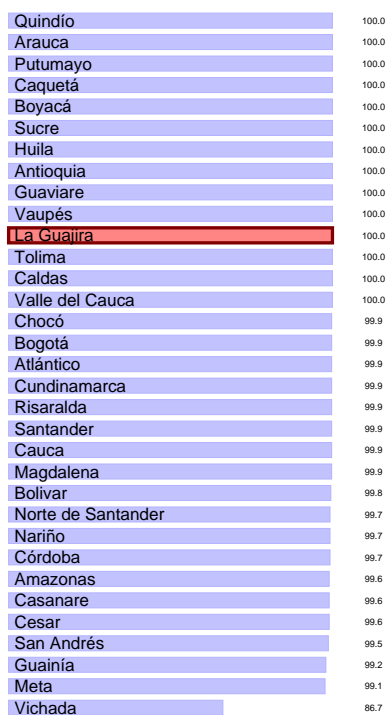 Quindío 100.0
Arauca 100.0
Putumayo 100.0
Caquetá 100.0
Boyacá 100.0
Sucre 100.0
Huila 100.0
Antioquia 100.0
Guaviare 100.0
Vaupés 100.0
La Guajira 100.0
Tolima 100.0
Caldas 100.0
Valle del Cauca 100.0
Chocó 99.9
Bogotá 99.9
Atlántico 99.9
Cundinamarca 99.9
Risaralda 99.9
Santander 99.9
Cauca 99.9
Magdalena 99.9
Bolivar 99.8
Norte de Santander 99.7
Nariño 99.7
Córdoba 99.7
Amazonas 99.6
Casanare 99.6
Cesar 99.6
San Andrés 99.5
Guainía 99.2
Meta 99.1
Vichada 86.7